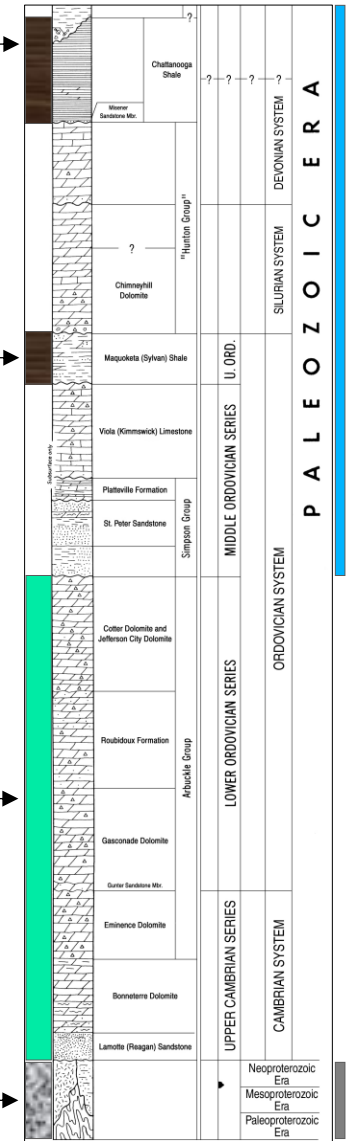 ?
Chattanooga
Shale
Misener
Sandstone Mbr.
? ? ?
"Hunton Group"
?
Chimneyhill
Dolomite
Maquoketa (Sylvan) Shale
Viola (Kimmswick) Limestone
Subsurface only
Platteville Formation
St. Peter Sandstone
Simpson Group
Cotter Dolomite and
Jefferson City Dolomite
Roubidoux Formation
Arbuckle Group
Gasconade Dolomite
Gunter Sandstone Mbr.
Eminence Dolomite
Bonneterre Dolomite
Lamotte (Reagan) Sandstone
U. ORD.
MIDDLE ORDOVICIAN SERIES
LOWER ORDOVICIAN SERIES
UPPER CAMBRIAN SERIES
DEVONIAN SYSTEM
SILURIAN SYSTEM
ORDOVICIAN SYSTEM
CAMBRIAN SYSTEM
PALEOZOIC ERA
Neoproterozoic
Era
Mesoproterozoic
Era
Paleoproterozoic
Era